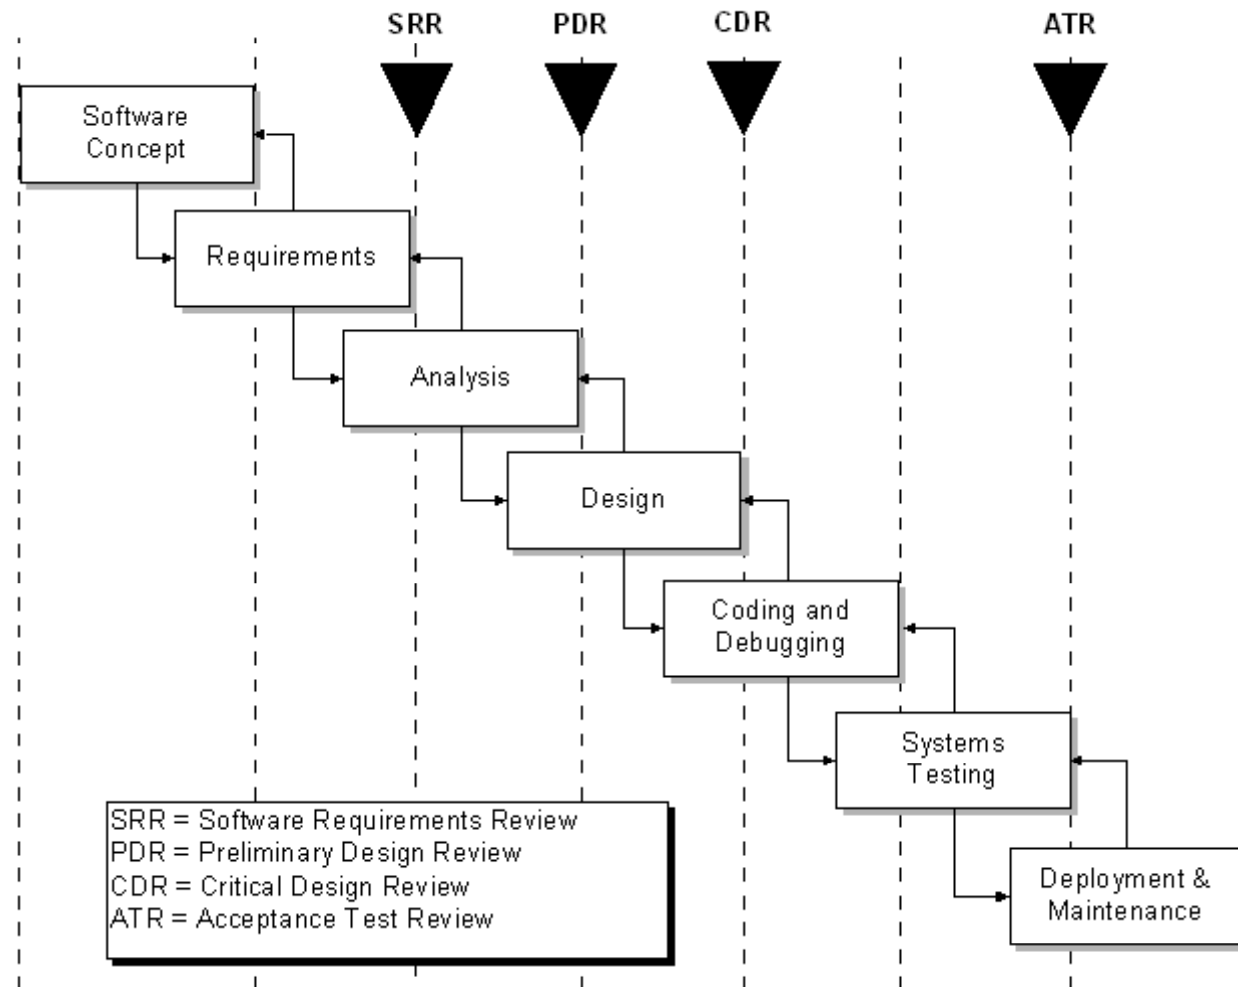 SRR
PDR
CDR
ATR
Software
Concept
Requirements
Analysis
Design
Coding and
Debugging
Systems
Testing
Deployment &
Maintenance
SRR = Software Requirements Review
PDR = Preliminary Design Review
CDR = Critical Design Review
ATR = Acceptance Test Review